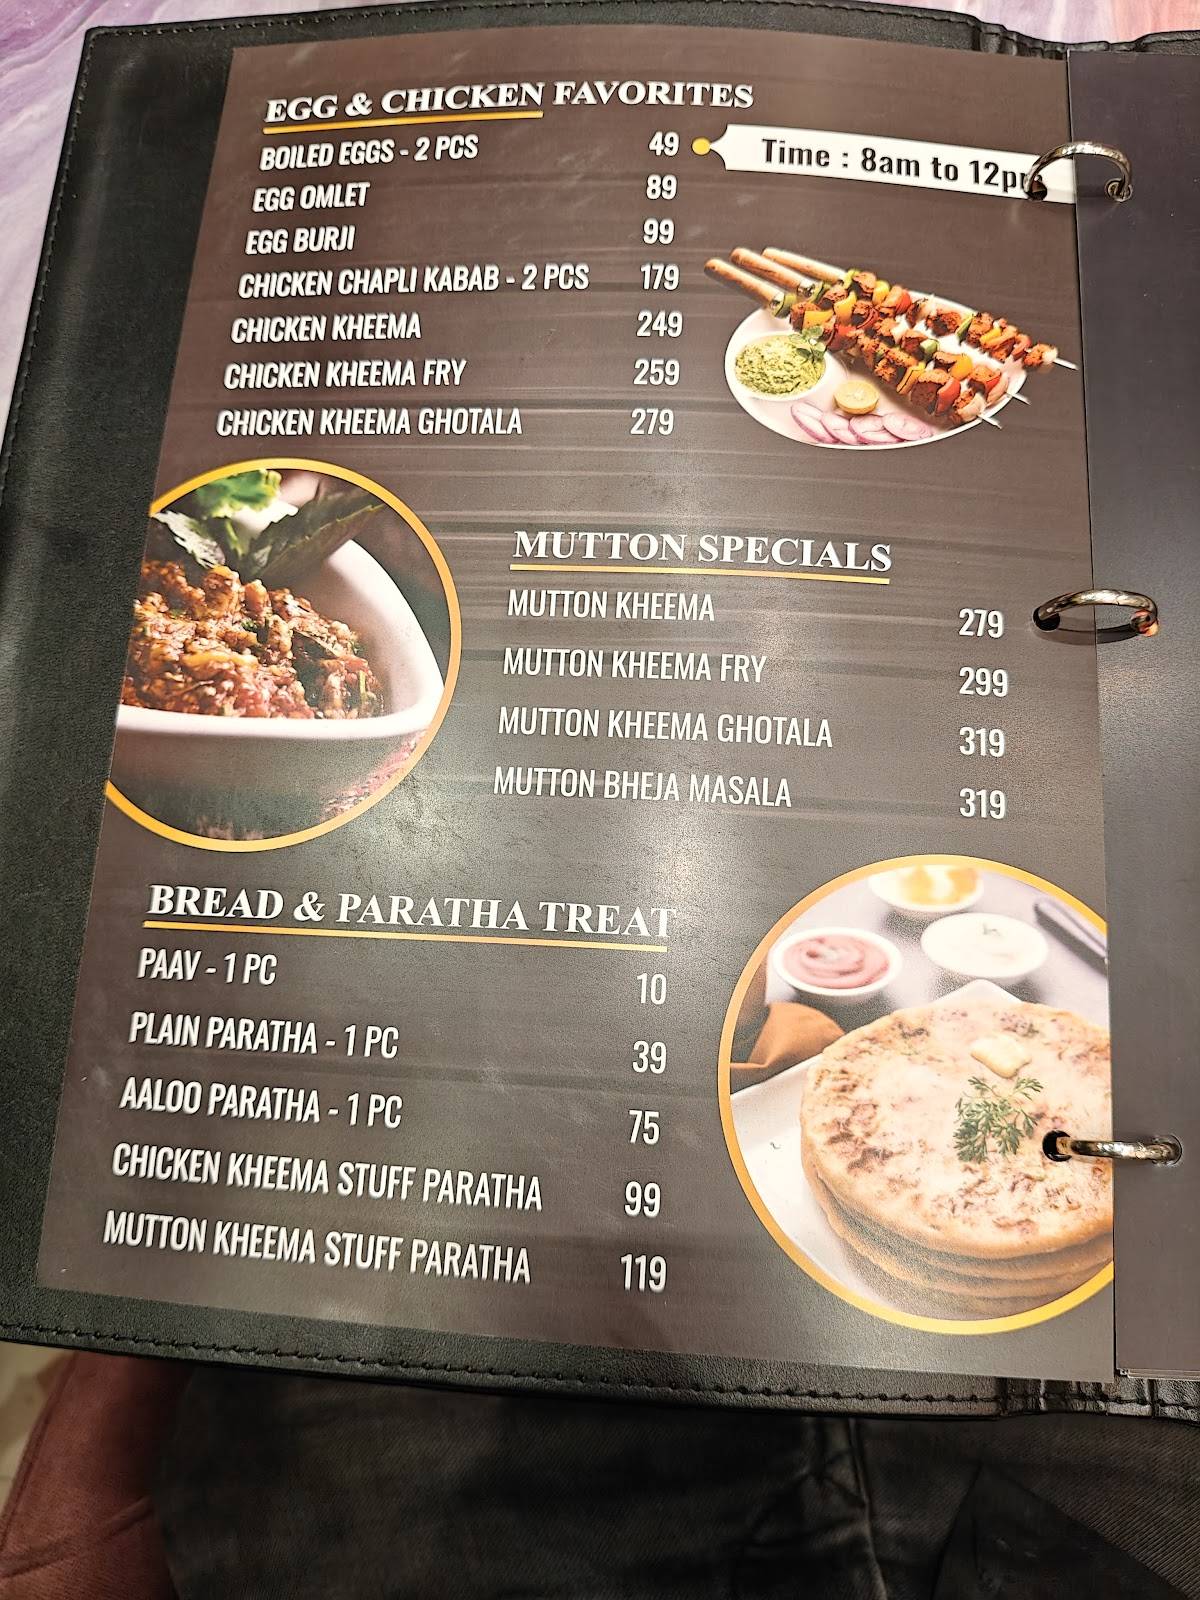 EGG & CHICKEN FAVORITES
Time : 8am to 12pm
BOILED EGGS - 2 PCS 49
EGG OMLET 89
EGG BURJI 99
CHICKEN CHAPLI KABAB - 2 PCS 179
CHICKEN KHEEMA 249
CHICKEN KHEEMA FRY 259
CHICKEN KHEEMA GHOTALA 279
MUTTON SPECIALS
MUTTON KHEEMA 279
MUTTON KHEEMA FRY 299
MUTTON KHEEMA GHOTALA 319
MUTTON BHEJA MASALA 319
BREAD & PARATHA TREAT
PAAV - 1 PC 10
PLAIN PARATHA - 1 PC 39
AALOO PARATHA - 1 PC 75
CHICKEN KHEEMA STUFF PARATHA 99
MUTTON KHEEMA STUFF PARATHA 119